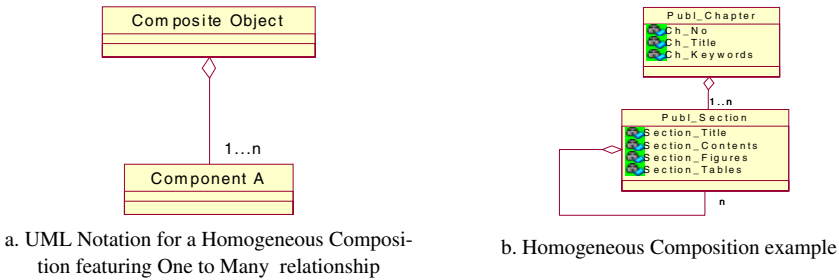 Composite Object
1...n
Component A
a. UML Notation for a Homogeneous Composi-
tion featuring One to Many relationship
Publ_Chapter
Ch_No
Ch_Title
Ch_Keywords
1..n
Publ_Section
Section_Title
Section_Contents
Section_Figures
Section_Tables
n
b. Homogeneous Composition example